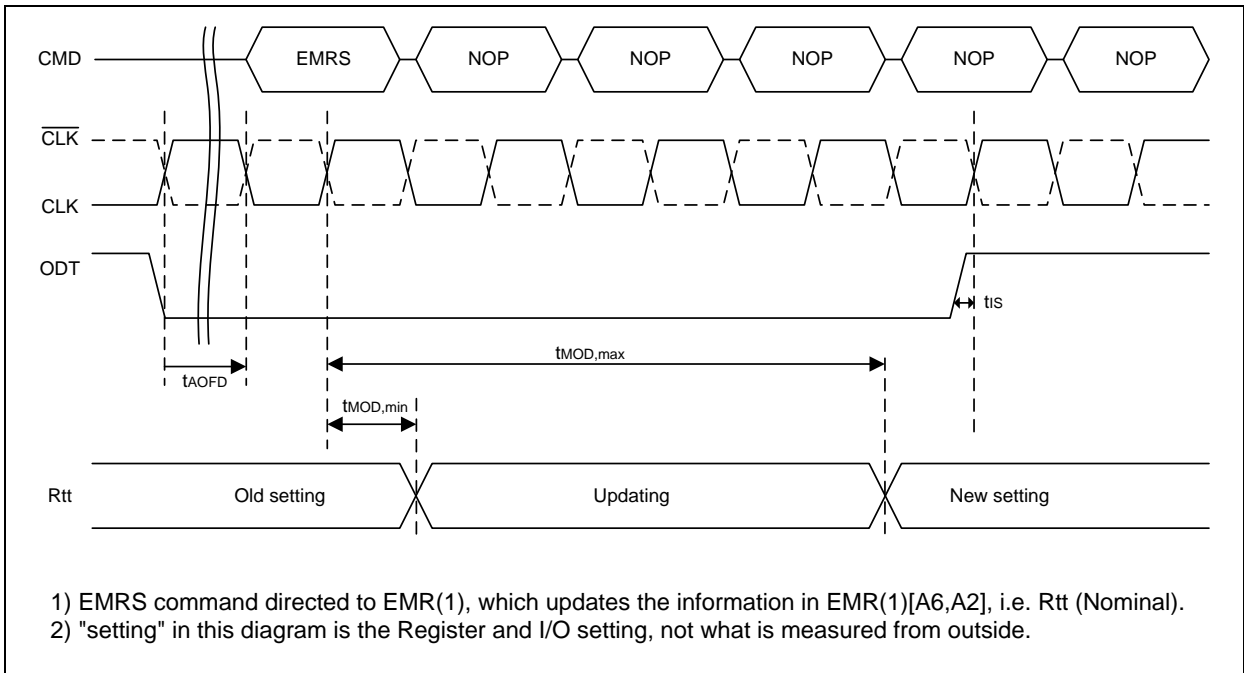 CMD EMRS NOP NOP NOP NOP NOP
CLK
CLK
ODT
tIS
tMOD,max
tAOFD
tMOD,min
Rtt Old setting Updating New setting
1) EMRS command directed to EMR(1), which updates the information in EMR(1)[A6,A2], i.e. Rtt (Nominal).
2) "setting" in this diagram is the Register and I/O setting, not what is measured from outside.